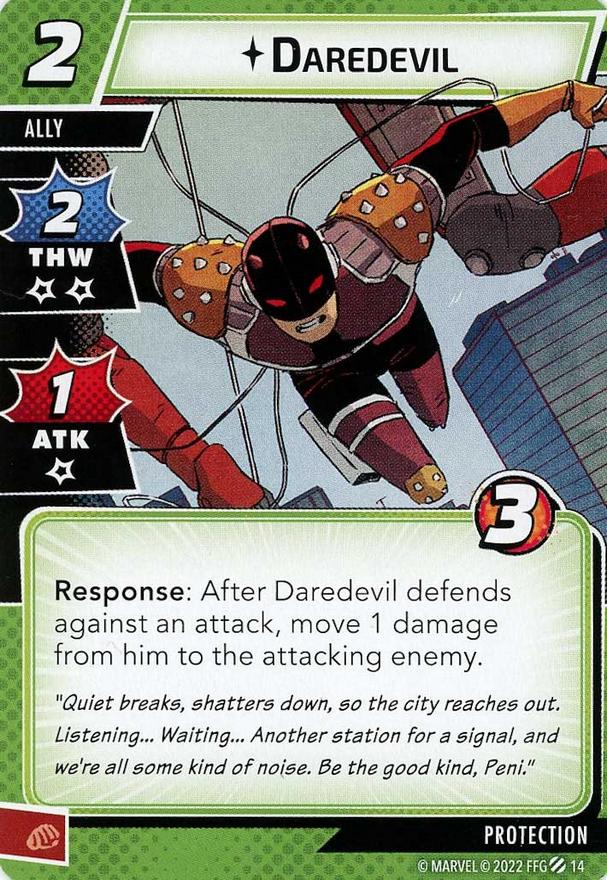 2
DAREDEVIL
ALLY
2
THW
1
ATK
3
Response: After Daredevil defends
against an attack, move 1 damage
from him to the attacking enemy.
"Quiet breaks, shatters down, so the city reaches out.
Listening... Waiting... Another station for a signal, and
we're all some kind of noise. Be the good kind, Peni."
PROTECTION
© MARVEL © 2022 FFG 14